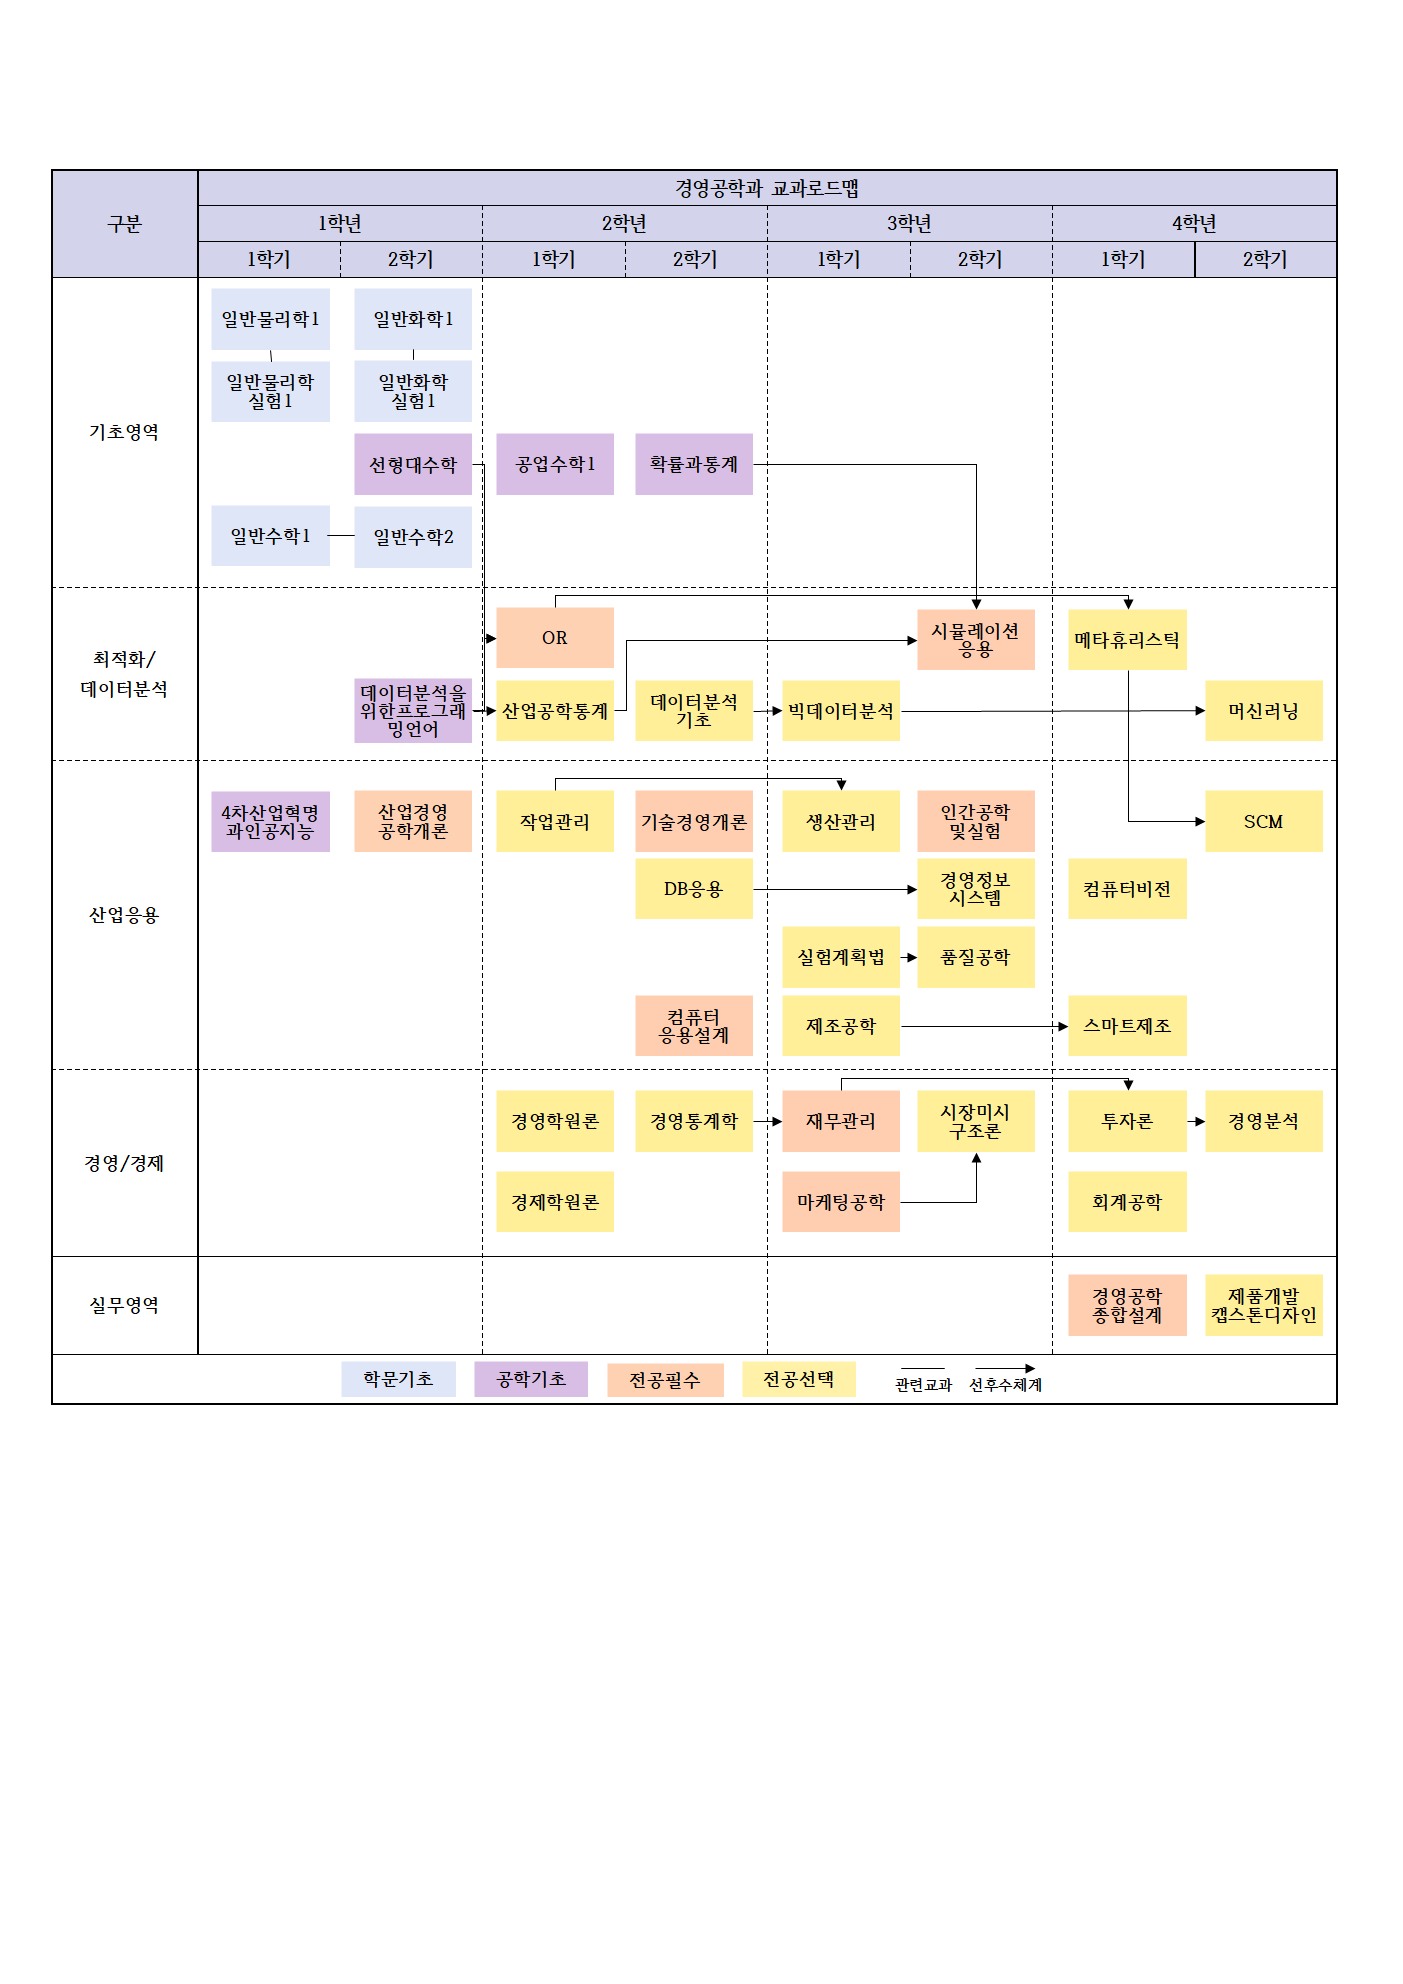 경영공학과 교과로드맵
구분
1학년 2학년 3학년 4학년
1학기 2학기 1학기 2학기 1학기 2학기 1학기 2학기
기초영역
일반물리학1
일반화학1
일반물리학
실험1
일반화학
실험1
선형대수학
공업수학1
확률과통계
일반수학1
일반수학2
최적화/
데이터분석
OR
시뮬레이션
응용
메타휴리스틱
데이터분석을
위한프로그래
밍언어
산업공학통계
데이터분석
기초
빅데이터분석
머신러닝
산업응용
4차산업혁명
과인공지능
산업경영
공학개론
작업관리
기술경영개론
생산관리
인간공학
및실험
SCM
DB응용
경영정보
시스템
컴퓨터비전
실험계획법
품질공학
컴퓨터
응용설계
제조공학
스마트제조
경영/경제
경영학원론
경영통계학
재무관리
시장미시
구조론
투자론
경영분석
경제학원론
마케팅공학
회계공학
실무영역
경영공학
종합설계
제품개발
캡스톤디자인
학문기초
공학기초
전공필수
전공선택
관련교과
선후수체계